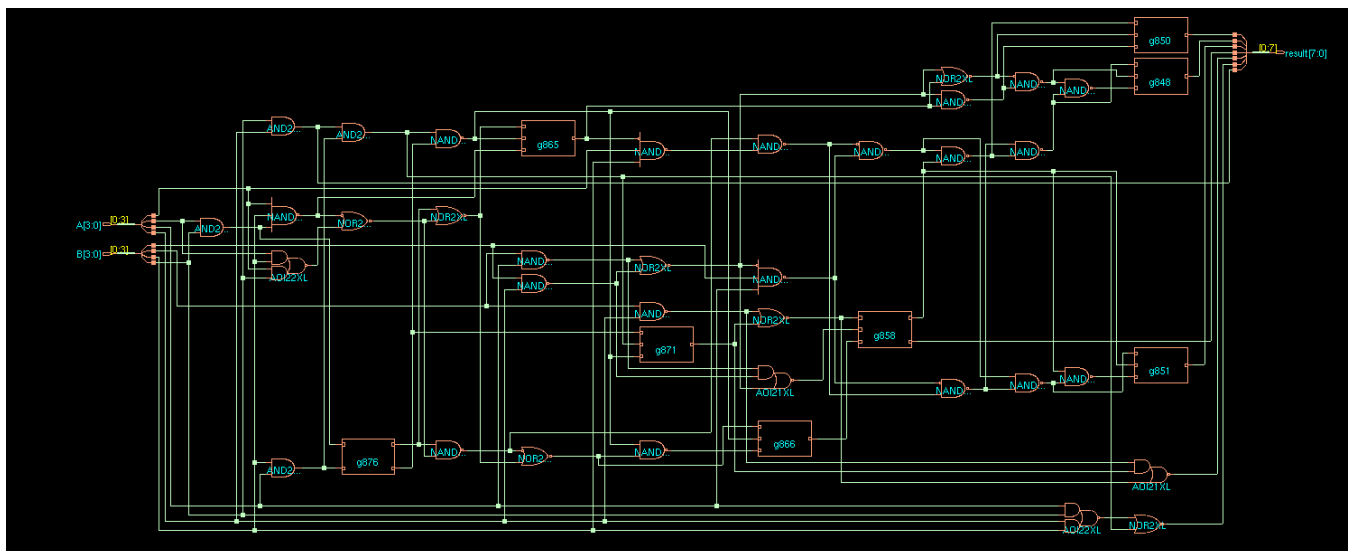 g850
[0:7]
result[7:0]
NOR2XL
NAND...
NAND...
NAND...
g848
AND2...
AND2...
NAND...
g865
NAND...
NAND...
NAND...
NAND...
NAND...
A[3:0]
[0:3]
AND2...
NAND...
NOR2...
NOR2XL
B[3:0]
[0:3]
AOI22XL
NAND...
NAND...
NOR2XL
NAND...
NAND...
NOR2XL
g871
g858
AOI21XL
NAND...
NAND...
NAND...
g851
AND2...
g876
NAND...
NOR2...
NAND...
g866
AOI21XL
AOI22XL
NOR2XL